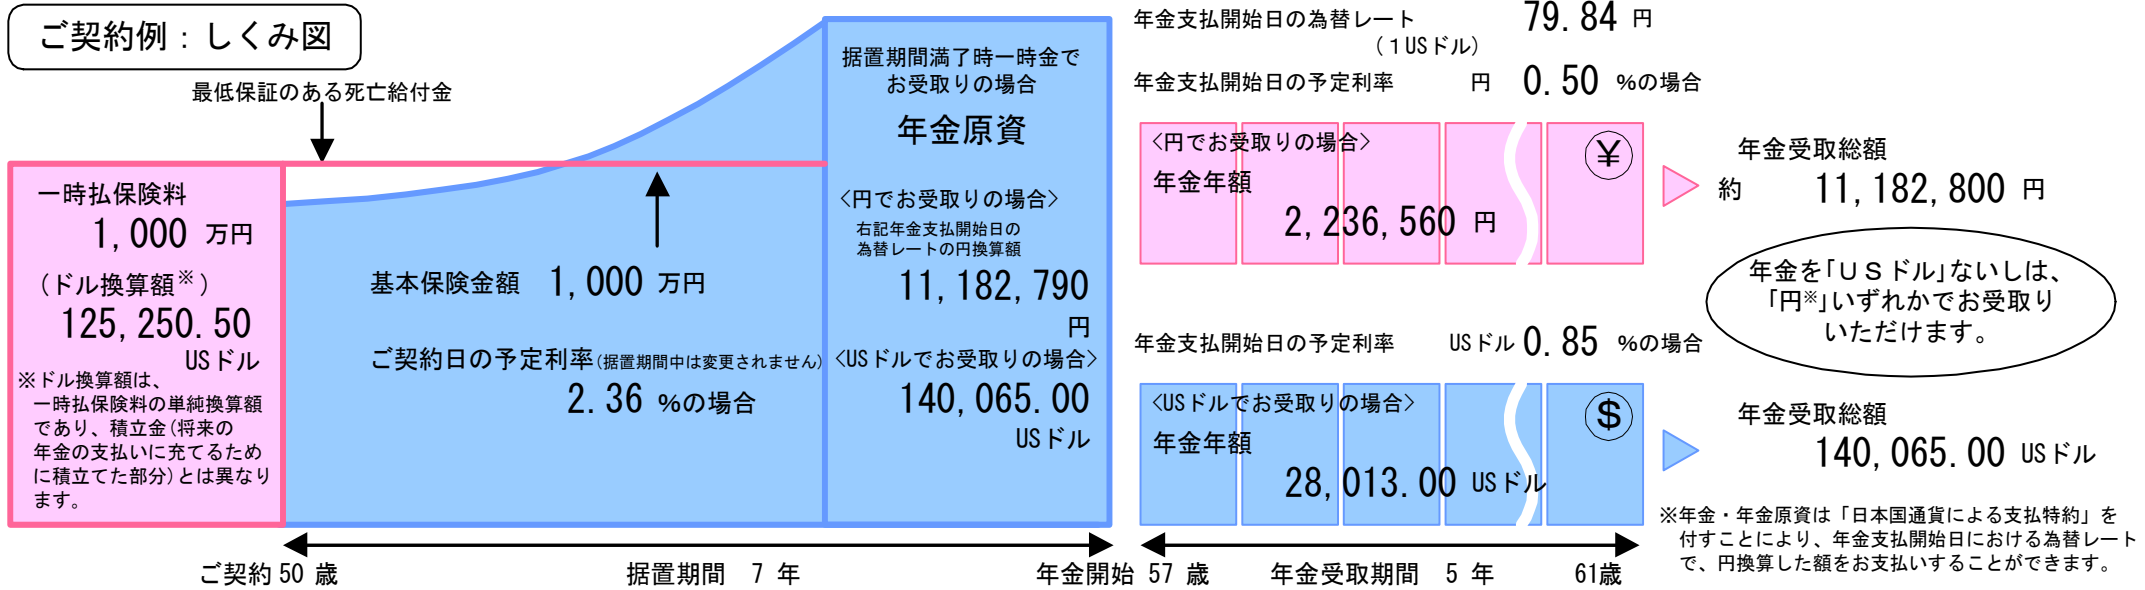 ご契約例：しくみ図
最低保証のある死亡給付金
一時払保険料
1,000 万円
（ドル換算額※）
125,250.50
USドル
※ドル換算額は、
一時払保険料の単純換算額
であり、積立金(将来の
年金の支払いに充てるため
に積立てた部分)とは異なり
ます。
基本保険金額 1,000 万円
ご契約日の予定利率(据置期間中は変更されません)
2.36 %の場合
据置期間満了時一時金で
お受取りの場合
年金原資
〈円でお受取りの場合〉
右記年金支払開始日の
為替レートの円換算額
11,182,790
円
〈USドルでお受取りの場合〉
140,065.00
USドル
ご契約 50 歳
据置期間 7 年
年金開始 57 歳
年金受取期間 5 年
61歳
年金支払開始日の為替レート 79.84 円
（１USドル）
年金支払開始日の予定利率 円 0.50 %の場合
〈円でお受取りの場合〉
¥
年金年額
2,236,560 円
年金受取総額
約 11,182,800 円
年金を｢ＵＳドル｣ないしは、
｢円※｣いずれかでお受取り
いただけます。
年金支払開始日の予定利率 USドル 0.85 %の場合
〈USドルでお受取りの場合〉
$
年金年額
28,013.00 USドル
年金受取総額
140,065.00 USドル
※年金・年金原資は「日本国通貨による支払特約」を
付すことにより、年金支払開始日における為替レート
で、円換算した額をお支払いすることができます。